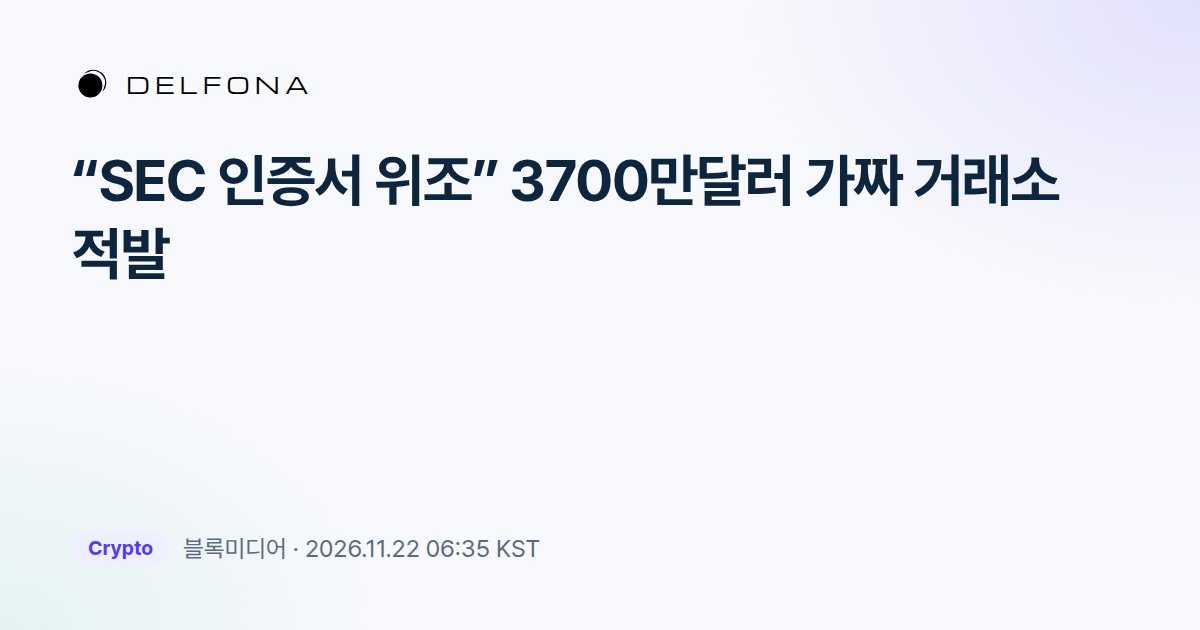 DELFONA
“SEC 인증서 위조” 3700만달러 가짜 거래소
적발
Crypto 블록미디어 · 2026.11.22 06:35 KST